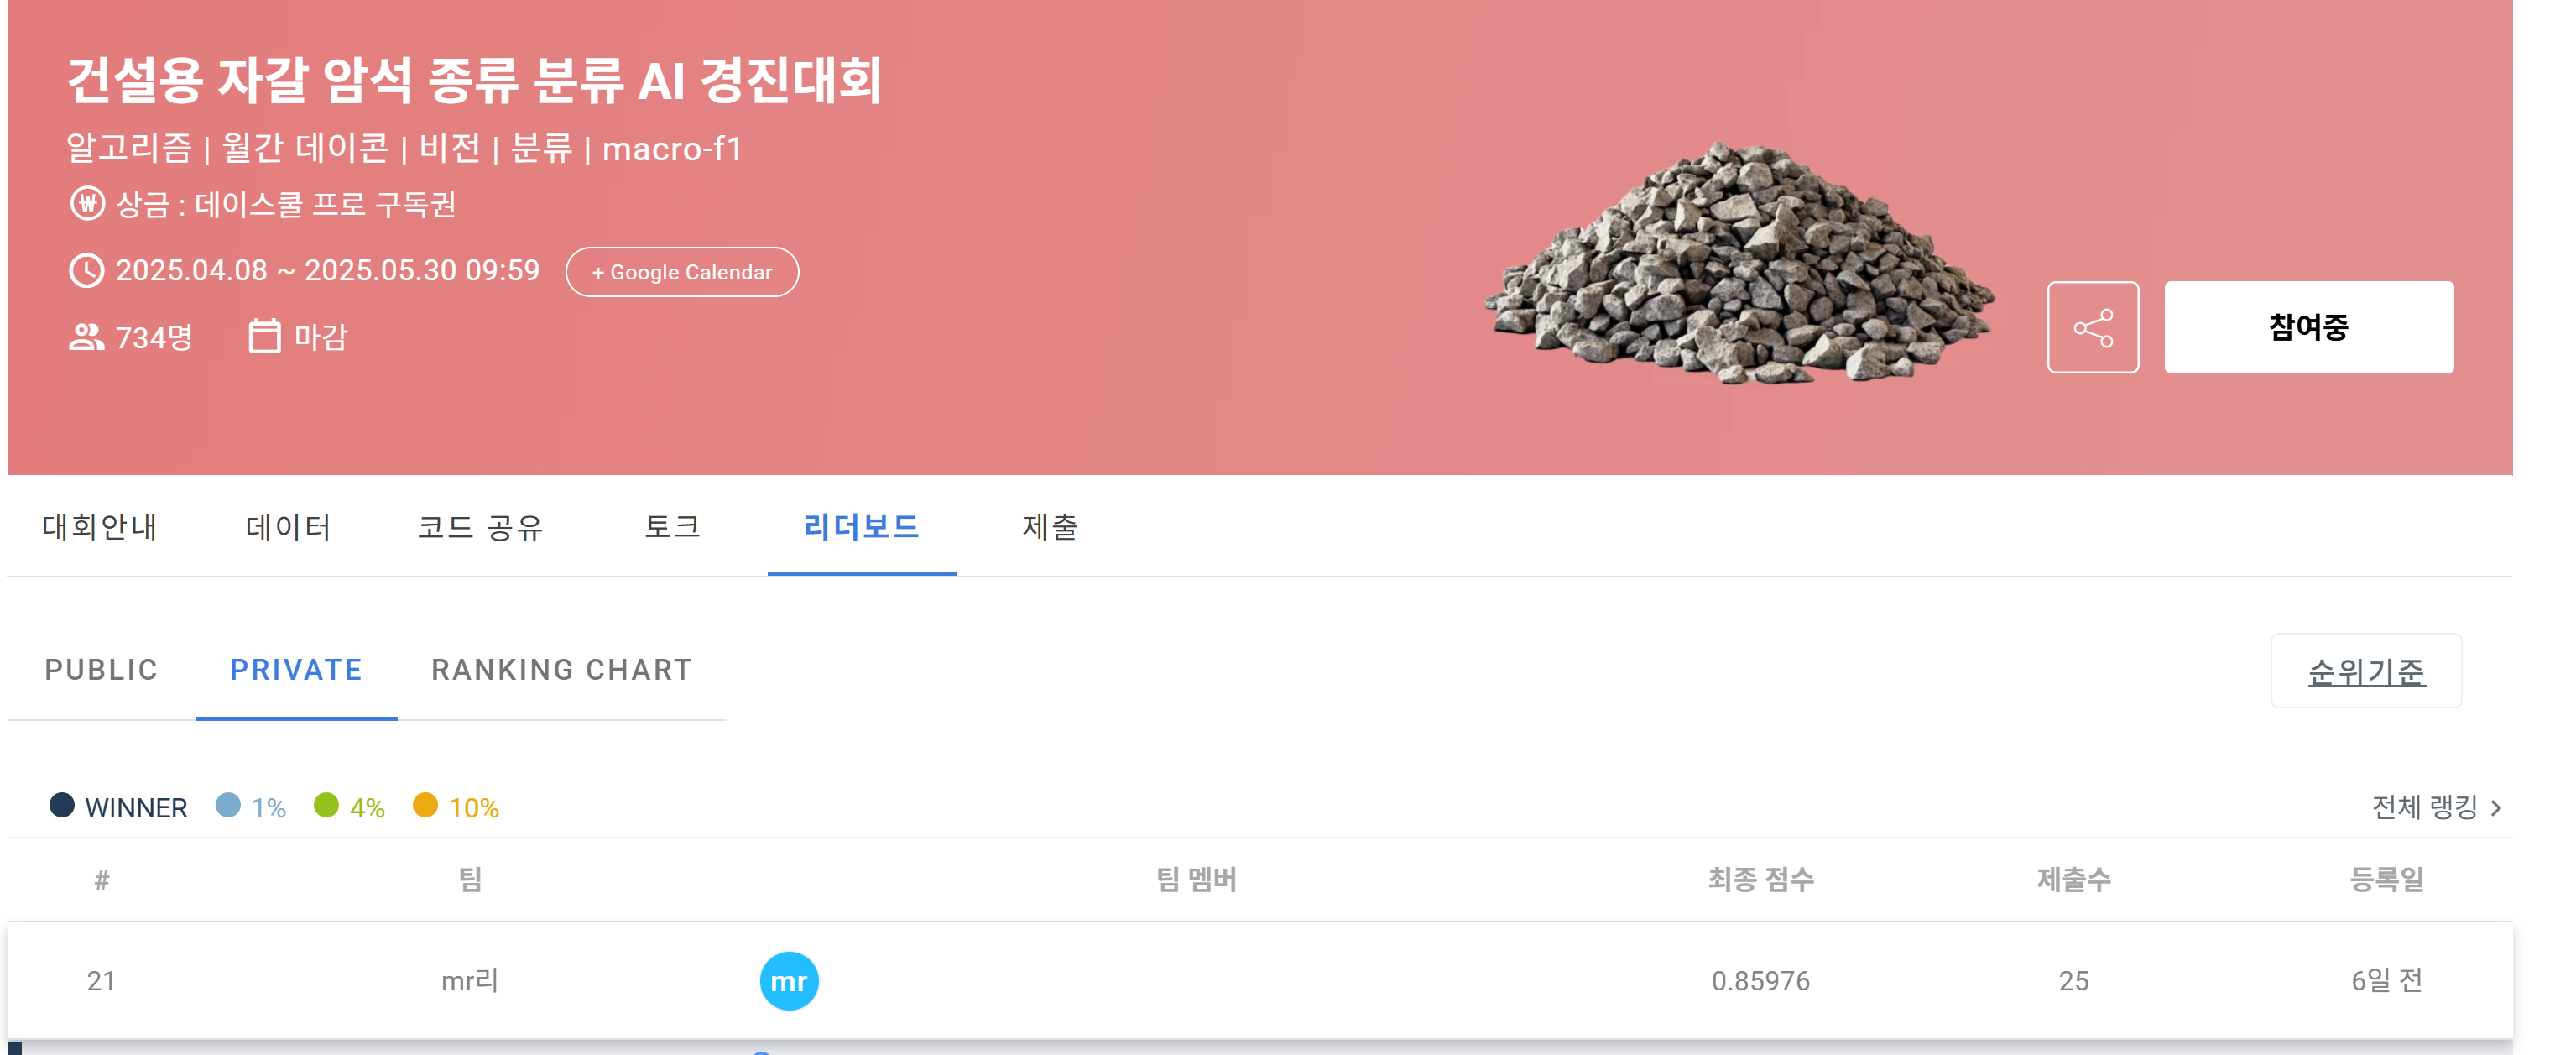 건설용 자갈 암석 종류 분류 AI 경진대회
알고리즘 | 월간 데이콘 | 비전 | 분류 | macro-f1
₩ 상금 : 데이스쿨 프로 구독권
2025.04.08 ~ 2025.05.30 09:59 + Google Calendar
734명 마감
참여중
대회안내 데이터 코드 공유 토크 리더보드 제출
PUBLIC PRIVATE RANKING CHART 순위기준
WINNER 1% 4% 10% 전체 랭킹 >
# 팀 팀 멤버 최종 점수 제출수 등록일
21 mr리 mr 0.85976 25 6일 전